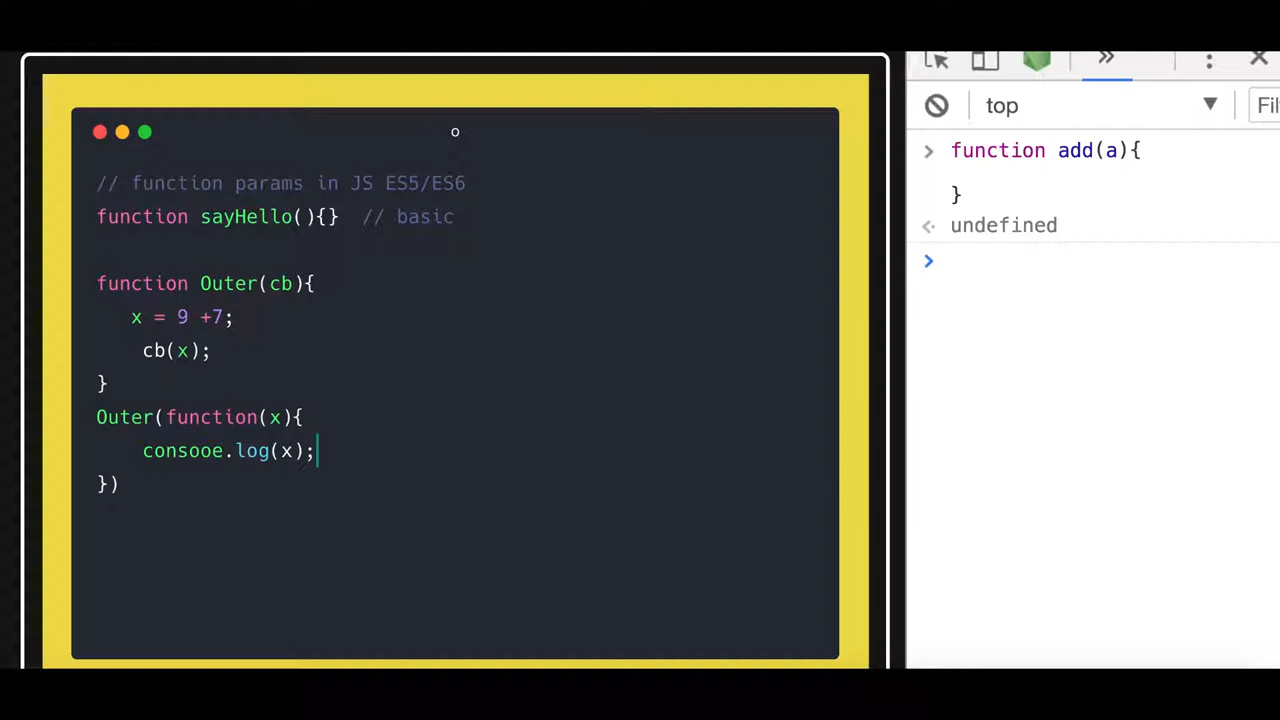 o
// function params in JS ES5/ES6
function sayHello(){}  // basic
function Outer(cb){
x = 9 +7;
cb(x);
}
Outer(function(x){
consooe.log(x);
})
top
Fil
function add(a){
}
undefined